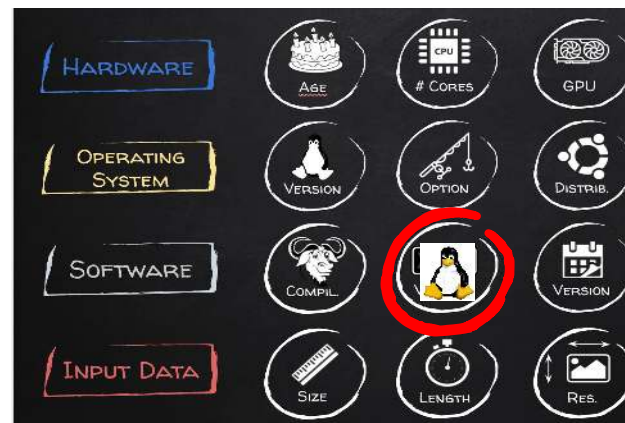 HARDWARE
AGE
# CORES
CPU
GPU
OPERATING
SYSTEM
VERSION
OPTION
DISTRIB.
SOFTWARE
COMPIL.
VERSION
INPUT DATA
SIZE
LENGTH
RES.